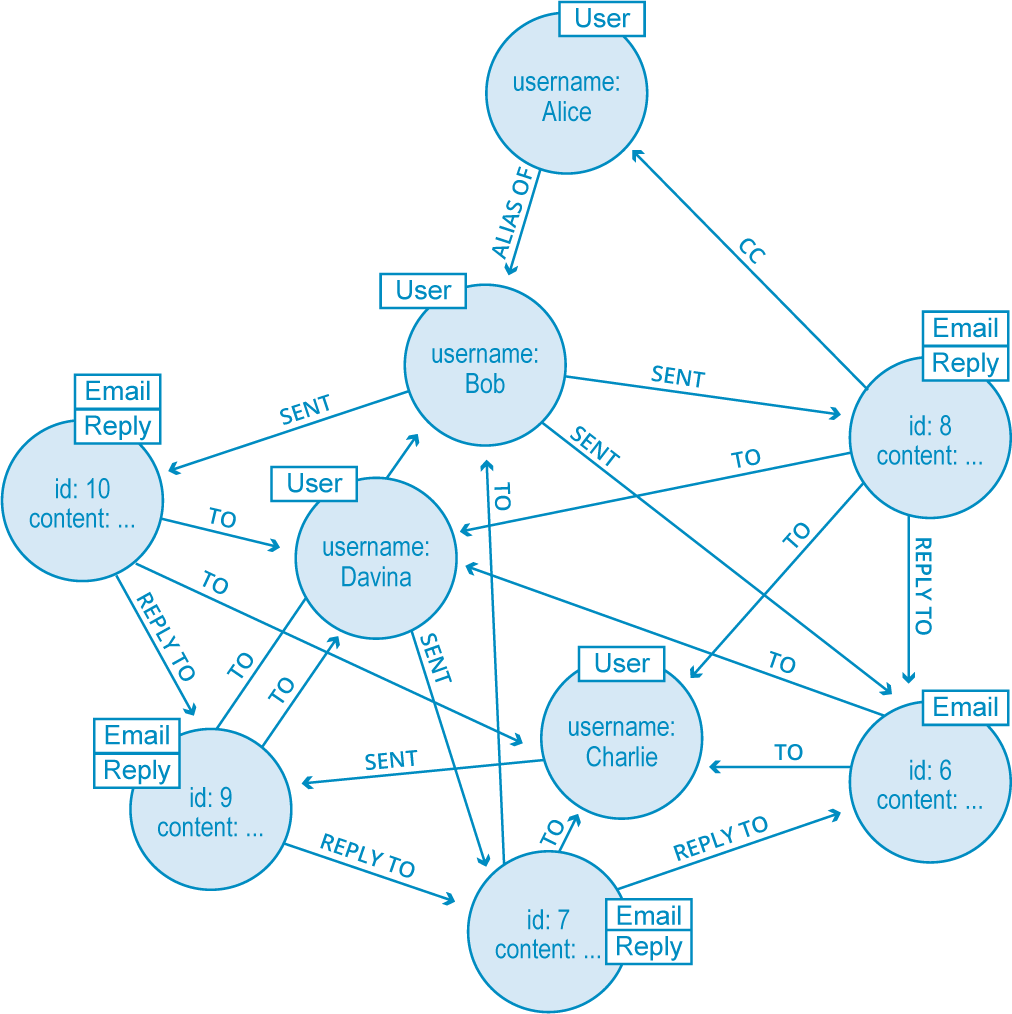 User
username:
Alice
ALIAS OF
CC
User
username:
Bob
Email
Reply
id: 8
content: ...
SENT
SENT
SENT
Email
Reply
id: 10
content: ...
User
username:
Davina
TO
TO
TO
TO
TO
REPLY TO
REPLY TO
TO
TO
SENT
TO
User
username:
Charlie
Email
id: 6
content: ...
Email
Reply
id: 9
content: ...
SENT
TO
REPLY TO
TO
REPLY TO
id: 7
content: ...
Email
Reply